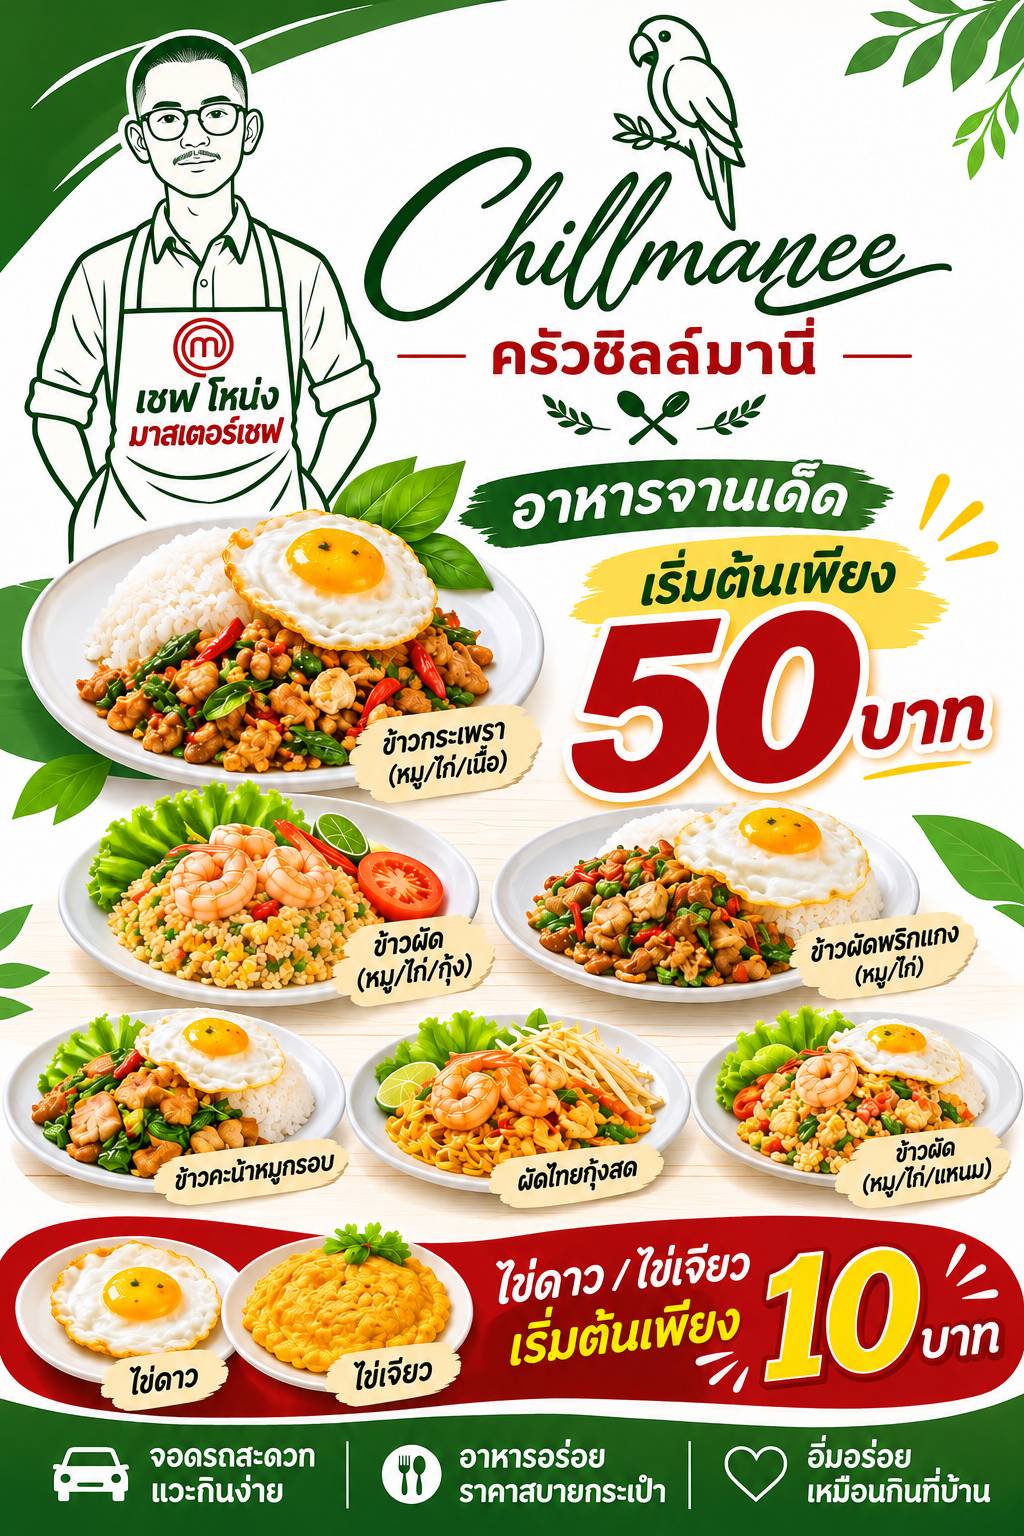 Chillmanee
ครัวชิลล์มานี่
m
เชฟ โหน่ง
มาสเตอร์เชฟ
อาหารจานเด็ด
เริ่มต้นเพียง
50 บาท
ข้าวกระเพรา
(หมู/ไก่/เนื้อ)
ข้าวผัด
(หมู/ไก่/กุ้ง)
ข้าวผัดพริกแกง
(หมู/ไก่)
ข้าวคะน้าหมูกรอบ
ผัดไทยกุ้งสด
ข้าวผัด
(หมู/ไก่/แหนม)
ไข่ดาว / ไข่เจียว
เริ่มต้นเพียง
10 บาท
ไข่ดาว
ไข่เจียว
จอดรถสะดวก
แวะกินง่าย
อาหารอร่อย
ราคาสบายกระเป๋า
อิ่มอร่อย
เหมือนกินที่บ้าน